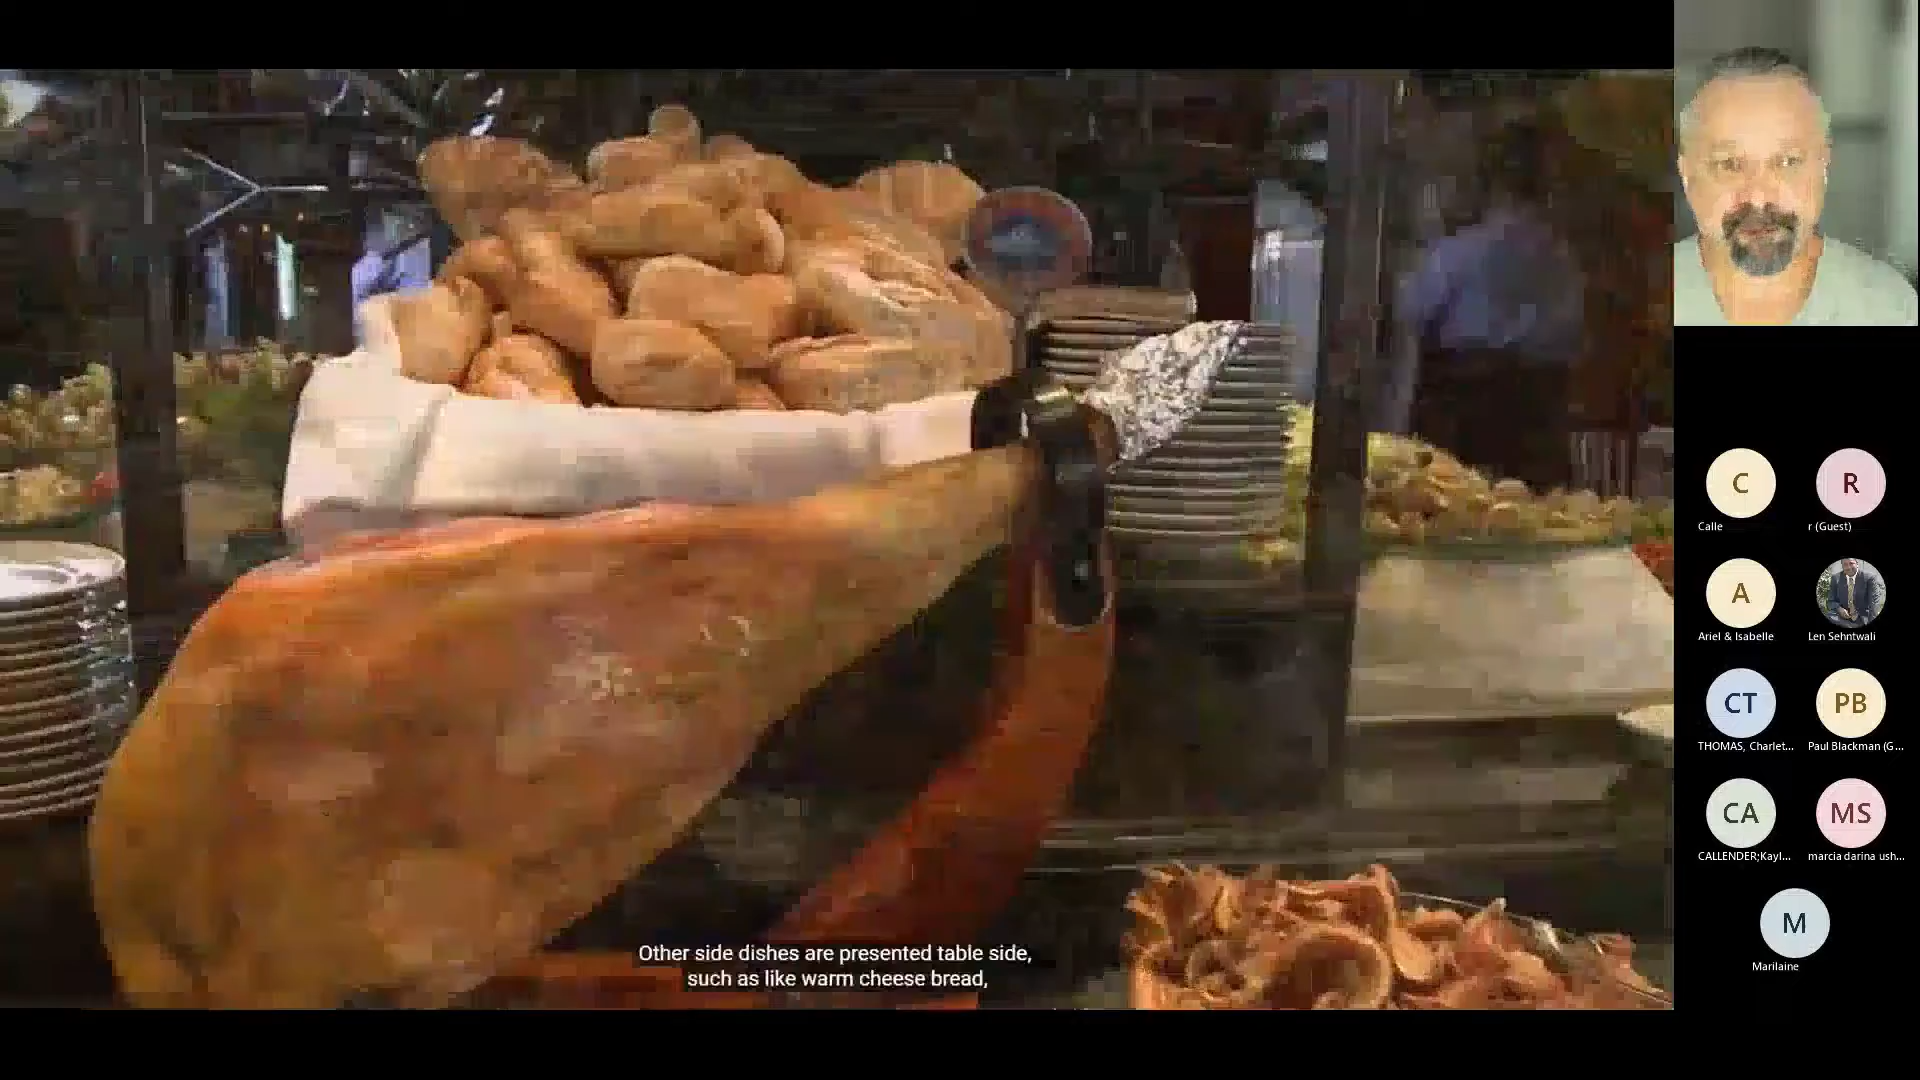 Other side dishes are presented table side,
such as like warm cheese bread,
C
R
Calle
r (Guest)
A
Ariel & Isabelle
Len Sehntwali
CT
PB
THOMAS, Charlet...
Paul Blackman (G...
CA
MS
CALLENDER;Kayl...
marcia darina ush...
M
Marilaine